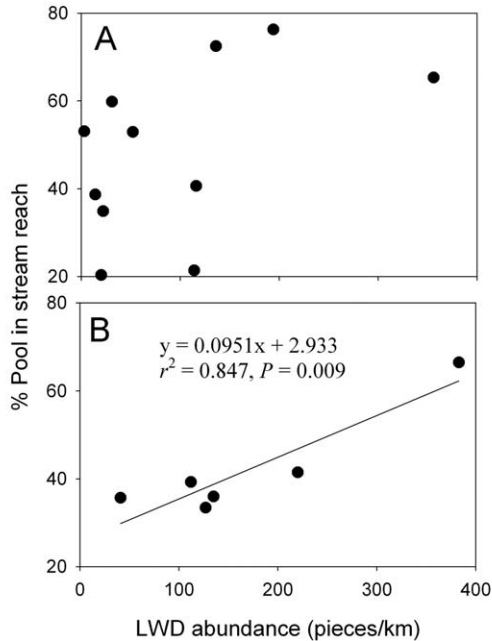 80
A
60
40
20
% Pool in stream reach
80
B
y = 0.0951x + 2.933
r² = 0.847, P = 0.009
60
40
20
0 100 200 300 400
LWD abundance (pieces/km)